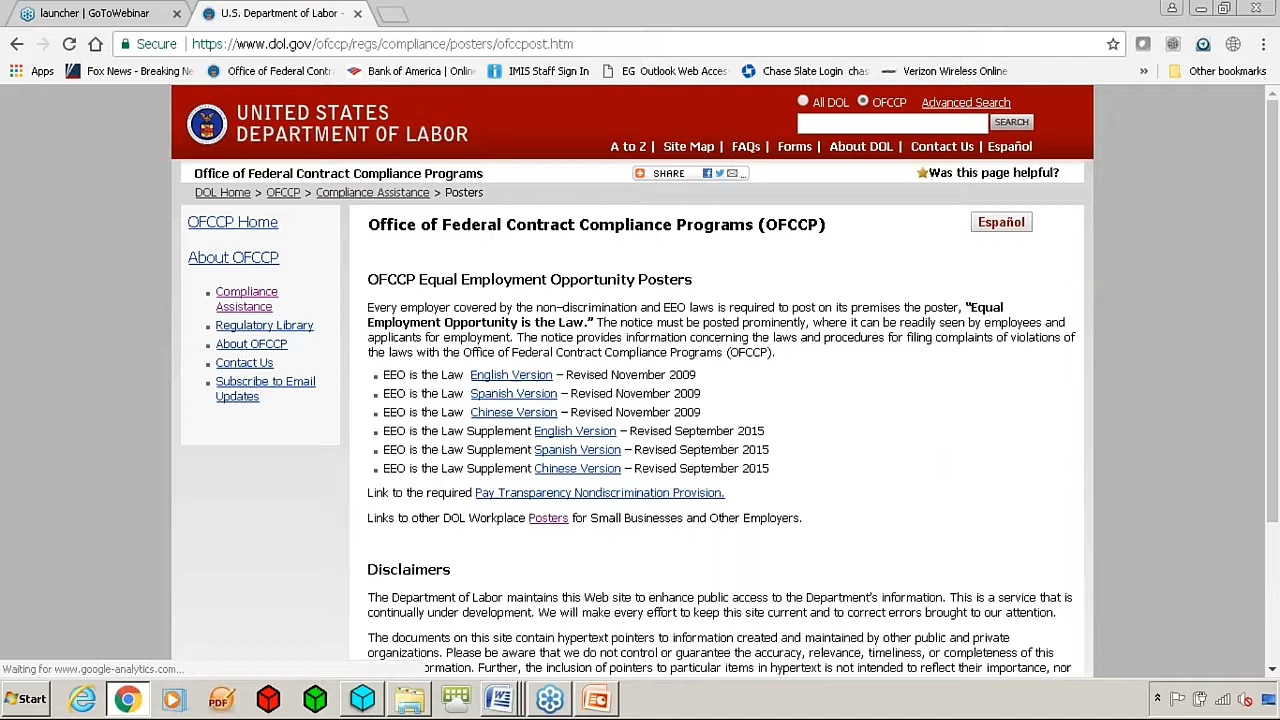 launcher | GoToWebinar
U.S. Department of Labor -
Secure
https://www.dol.gov/ofccp/regs/compliance/posters/ofccpost.htm
Apps Fox News - Breaking Ne Office of Federal Contr Bank of America | Onlin IMIS Staff Sign In EG Outlook Web Acces Chase Slate Login chas Verizon Wireless Online » Other bookmarks
UNITED STATES
DEPARTMENT OF LABOR
All DOL OFCCP Advanced Search
SEARCH
A to Z | Site Map | FAQs | Forms | About DOL | Contact Us | Español
Office of Federal Contract Compliance Programs
SHARE
Was this page helpful?
DOL Home > OFCCP > Compliance Assistance > Posters
OFCCP Home
About OFCCP
Compliance
Assistance
Regulatory Library
About OFCCP
Contact Us
Subscribe to Email
Updates
Office of Federal Contract Compliance Programs (OFCCP)
Español
OFCCP Equal Employment Opportunity Posters
Every employer covered by the non-discrimination and EEO laws is required to post on its premises the poster, "Equal
Employment Opportunity is the Law." The notice must be posted prominently, where it can be readily seen by employees and
applicants for employment. The notice provides information concerning the laws and procedures for filing complaints of violations of
the laws with the Office of Federal Contract Compliance Programs (OFCCP).
EEO is the Law English Version – Revised November 2009
EEO is the Law Spanish Version – Revised November 2009
EEO is the Law Chinese Version – Revised November 2009
EEO is the Law Supplement English Version – Revised September 2015
EEO is the Law Supplement Spanish Version – Revised September 2015
EEO is the Law Supplement Chinese Version – Revised September 2015
Link to the required Pay Transparency Nondiscrimination Provision.
Links to other DOL Workplace Posters for Small Businesses and Other Employers.
Disclaimers
The Department of Labor maintains this Web site to enhance public access to the Department's information. This is a service that is
continually under development. We will make every effort to keep this site current and to correct errors brought to our attention.
The documents on this site contain hypertext pointers to information created and maintained by other public and private
organizations. Please be aware that we do not control or guarantee the accuracy, relevance, timeliness, or completeness of this
formation. Further, the inclusion of pointers to particular items in hypertext is not intended to reflect their importance, nor
Waiting for www.google-analytics.com...
Start
PDF